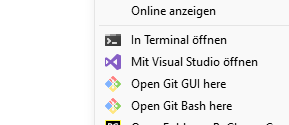 Online anzeigen
In Terminal öffnen
Mit Visual Studio öffnen
Open Git GUI here
Open Git Bash here